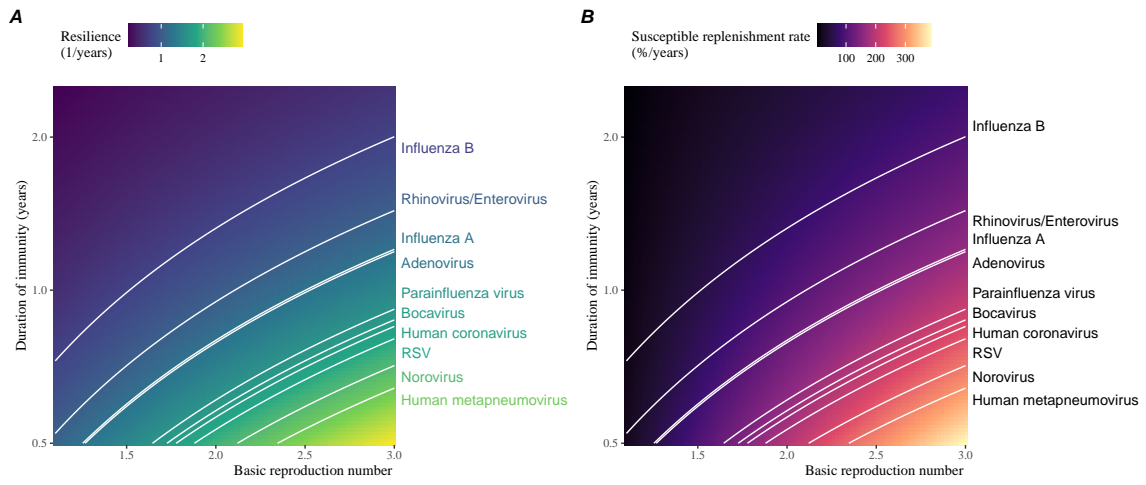 A
Resilience
(1/years)
1
2
Duration of immunity (years)
2.0
1.0
0.5
1.5
2.0
2.5
3.0
Basic reproduction number
Influenza B
Rhinovirus/Enterovirus
Influenza A
Adenovirus
Parainfluenza virus
Bocavirus
Human coronavirus
RSV
Norovirus
Human metapneumovirus
B
Susceptible replenishment rate
(%/years)
100
200
300
Duration of immunity (years)
2.0
1.0
0.5
1.5
2.0
2.5
3.0
Basic reproduction number
Influenza B
Rhinovirus/Enterovirus
Influenza A
Adenovirus
Parainfluenza virus
Bocavirus
Human coronavirus
RSV
Norovirus
Human metapneumovirus